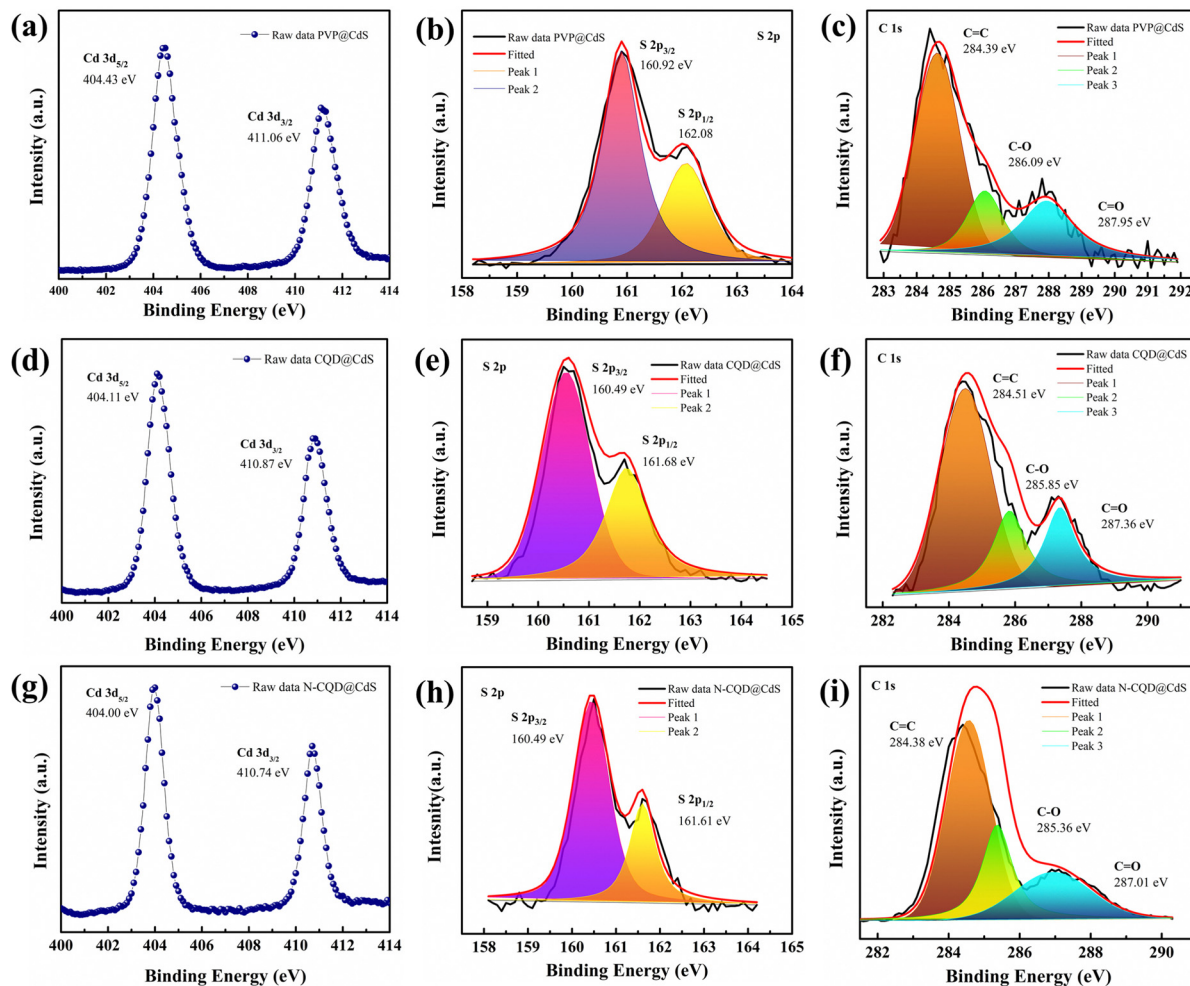 (a)
Raw data PVP@CdS
Cd 3d5/2
404.43 eV
Cd 3d3/2
411.06 eV
Intensity (a.u.)
400 402 404 406 408 410 412 414
Binding Energy (eV)
(b)
Raw data PVP@CdS
Fitted
Peak 1
Peak 2
S 2p
S 2p3/2
160.92 eV
S 2p1/2
162.08
Intensity (a.u.)
158 159 160 161 162 163 164
Binding Energy (eV)
(c)
C 1s
Raw data PVP@CdS
Fitted
Peak 1
Peak 2
Peak 3
C=C
284.39 eV
C-O
286.09 eV
C=O
287.95 eV
Intensity (a.u.)
283 284 285 286 287 288 289 290 291 292
Binding Energy (eV)
(d)
Raw data CQD@CdS
Cd 3d5/2
404.11 eV
Cd 3d3/2
410.87 eV
Intensity (a.u.)
400 402 404 406 408 410 412 414
Binding Energy (eV)
(e)
S 2p
Raw data CQD@CdS
Fitted
Peak 1
Peak 2
S 2p3/2
160.49 eV
S 2p1/2
161.68 eV
Intensity (a.u.)
159 160 161 162 163 164 165
Binding Energy (eV)
(f)
C 1s
Raw data CQD@CdS
Fitted
Peak 1
Peak 2
Peak 3
C=C
284.51 eV
C-O
285.85 eV
C=O
287.36 eV
Intensity (a.u.)
282 284 286 288 290
Binding Energy (eV)
(g)
Raw data N-CQD@CdS
Cd 3d5/2
404.00 eV
Cd 3d3/2
410.74 eV
Intensity (a.u.)
400 402 404 406 408 410 412 414
Binding Energy (eV)
(h)
S 2p
Raw data N-CQD@CdS
Fitted
Peak 1
Peak 2
S 2p3/2
160.49 eV
S 2p1/2
161.61 eV
Intesnity(a.u.)
158 159 160 161 162 163 164 165
Binding Energy (eV)
(i)
C 1s
Raw data N-CQD@CdS
Fitted
Peak 1
Peak 2
Peak 3
C=C
284.38 eV
C-O
285.36 eV
C=O
287.01 eV
Intensity (a.u.)
282 284 286 288 290
Binding Energy (eV)